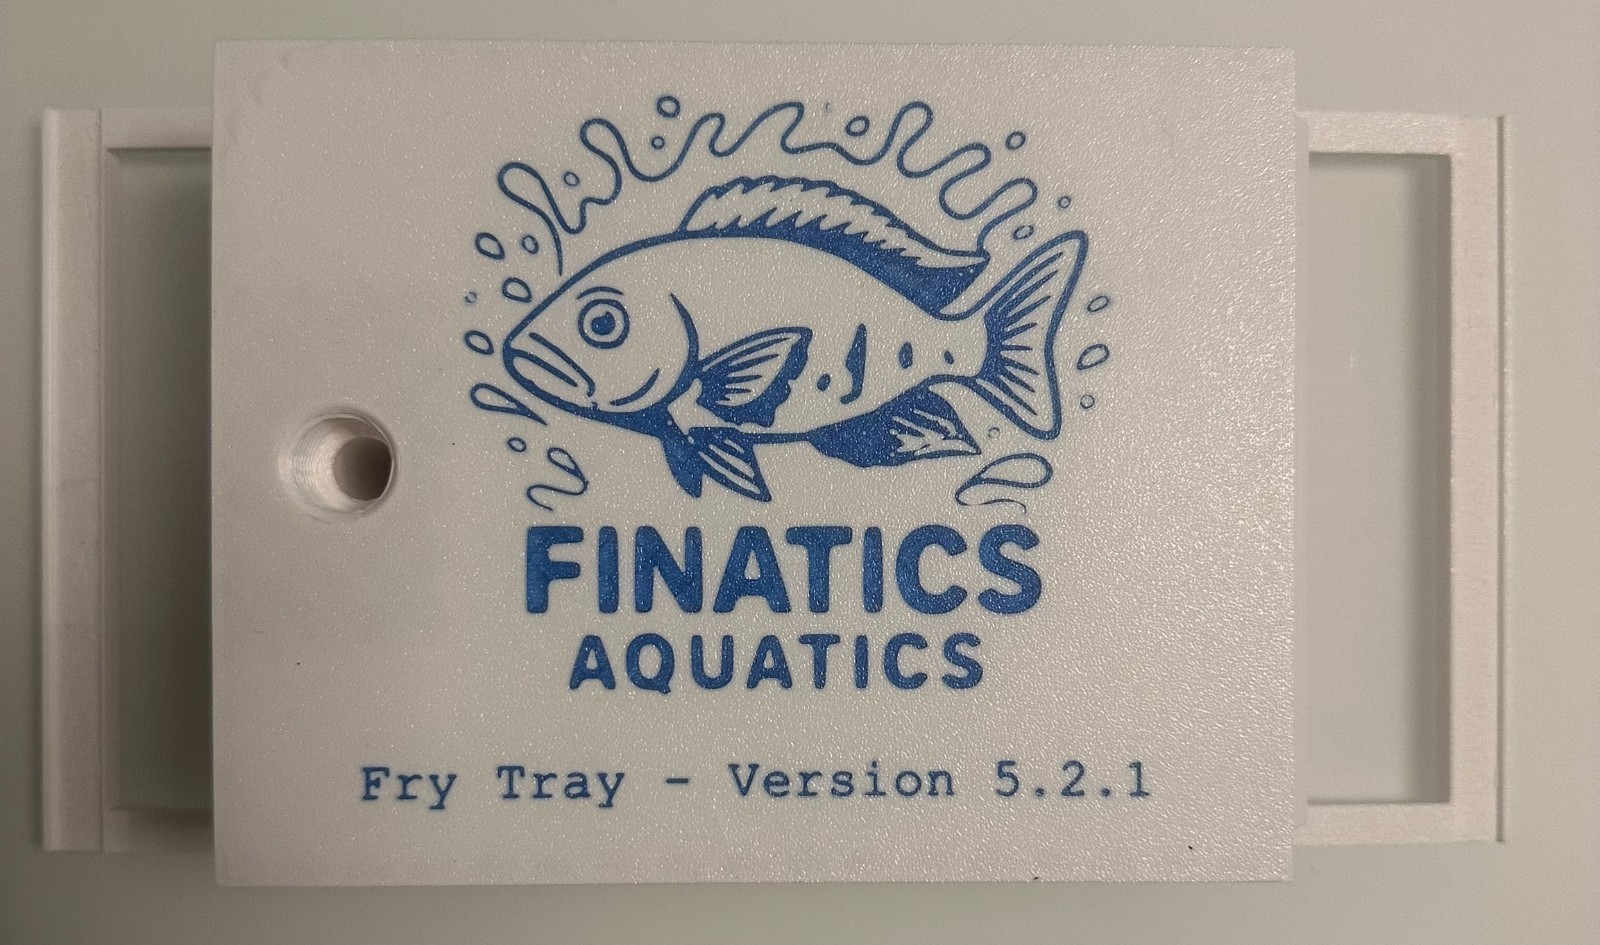 FINATICS
AQUATICS
Fry Tray - Version 5.2.1